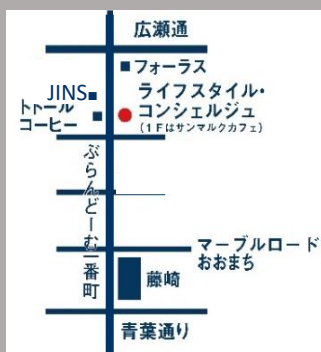 広瀬通
フォーラス
JINS
ライフスタイル・
コンシェルジュ
(1Fはサンマルクカフェ)
トトール
コーヒー
ぶらんどーむ一番町
マーブルロード
おおまち
藤崎
青葉通り